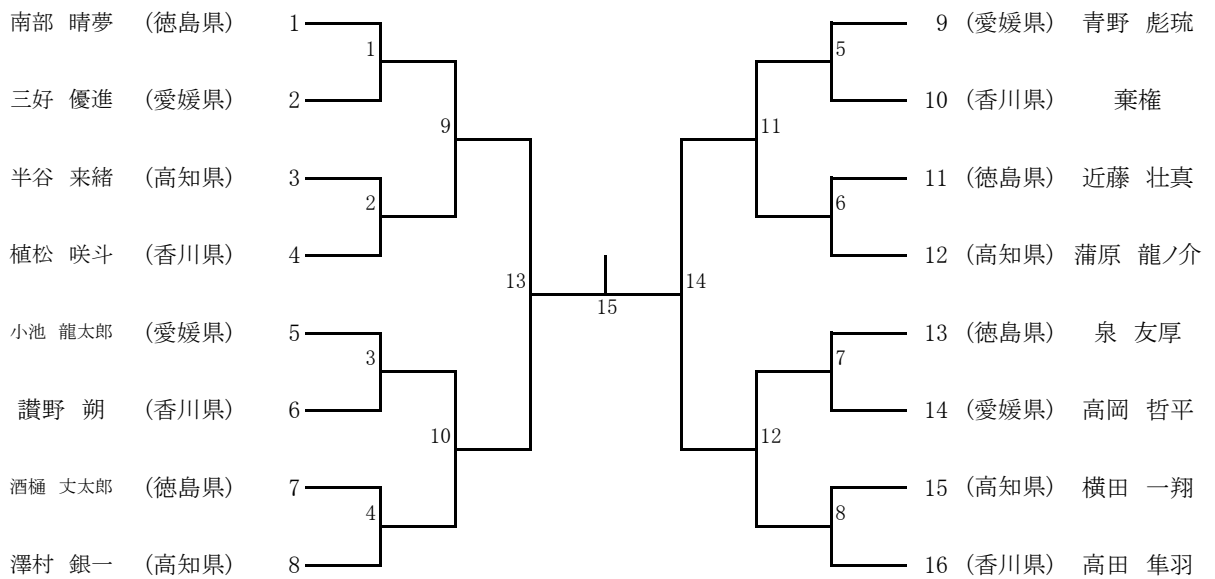 南部 晴夢 (徳島県) 1
1
三好 優進 (愛媛県) 2
9
半谷 来緒 (高知県) 3
2
植松 咲斗 (香川県) 4
13
小池 龍太郎 (愛媛県) 5
3
讃野 朔 (香川県) 6
10
酒樋 丈太郎 (徳島県) 7
4
澤村 銀一 (高知県) 8
15
9 (愛媛県) 青野 彪琉
5
10 (香川県) 棄権
11
11 (徳島県) 近藤 壮真
6
12 (高知県) 蒲原 龍ノ介
14
13 (徳島県) 泉 友厚
7
14 (愛媛県) 高岡 哲平
12
15 (高知県) 横田 一翔
8
16 (香川県) 高田 隼羽